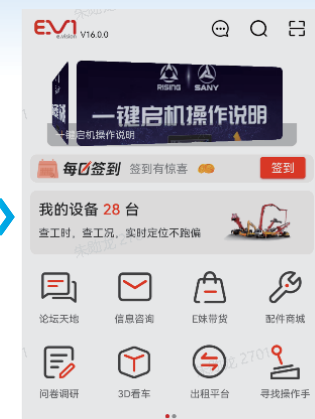 EV1 V16.0.0
e.vision
RISING SANY
一键启机操作说明
一键启机操作说明
每日签到 签到有惊喜 签到
我的设备 28 台
查工时、查工况，实时定位不跑偏
论坛天地 信息咨询 E妹带货 配件商城
问卷调研 3D看车 出租平台 寻找操作手